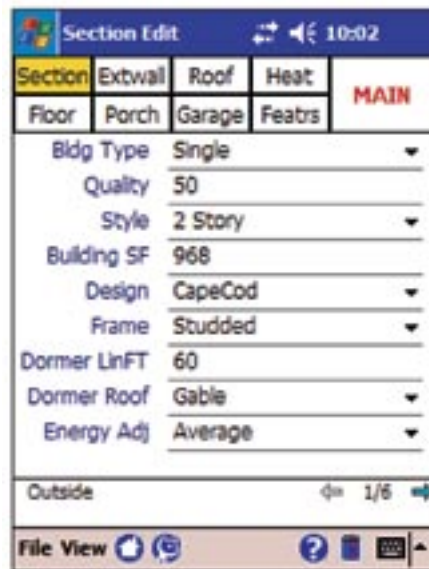 Section Edit 10:02
Section Extwall Roof Heat MAIN
Floor Porch Garage Featrs
Bldg Type Single
Quality 50
Style 2 Story
Building SF 968
Design CapeCod
Frame Studded
Dormer LinFT 60
Dormer Roof Gable
Energy Adj Average
Outside 1/6
File View ?